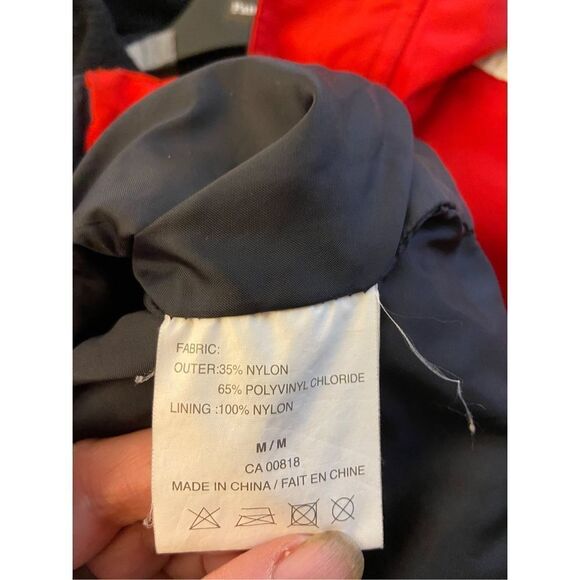 FABRIC:
OUTER:35% NYLON
65% POLYVINYL CHLORIDE
LINING :100% NYLON
M / M
CA 00818
MADE IN CHINA / FAIT EN CHINE